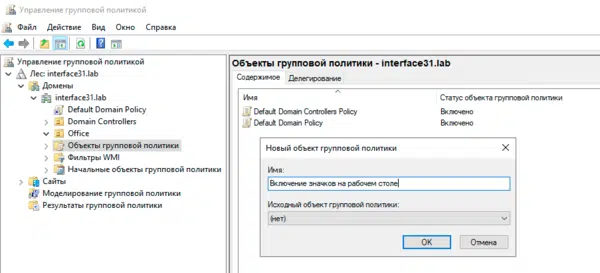 Управление групповой политикой
Файл Действие Вид Окно Справка
Управление групповой политикой
Лес: interface31.lab
Домены
interface31.lab
Default Domain Policy
Domain Controllers
Office
Объекты групповой политики
Фильтры WMI
Начальные объекты групповой политики
Сайты
Моделирование групповой политики
Результаты групповой политики
Объекты групповой политики - interface31.lab
Содержимое Делегирование
Имя Статус объекта групповой политики
Default Domain Controllers Policy Включено
Default Domain Policy Включено
Новый объект групповой политики
Имя:
Включение значков на рабочем столе
Исходный объект групповой политики:
(нет)
OK Отмена